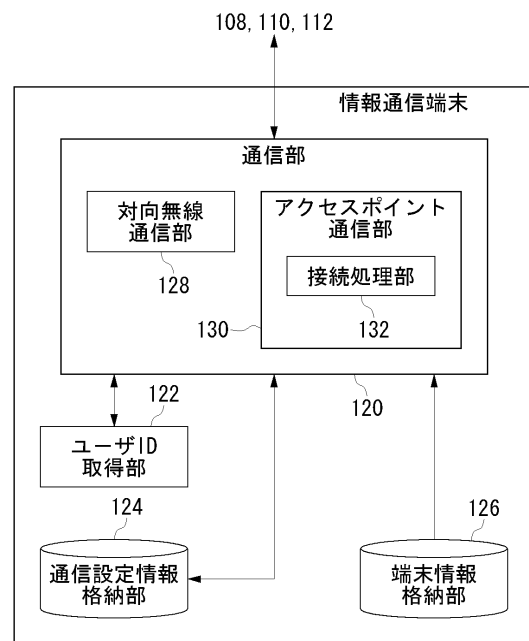 108, 110, 112
情報通信端末
通信部
対向無線
通信部
128
アクセスポイント
通信部
接続処理部
130
132
120
122
ユーザID
取得部
124
通信設定情報
格納部
126
端末情報
格納部